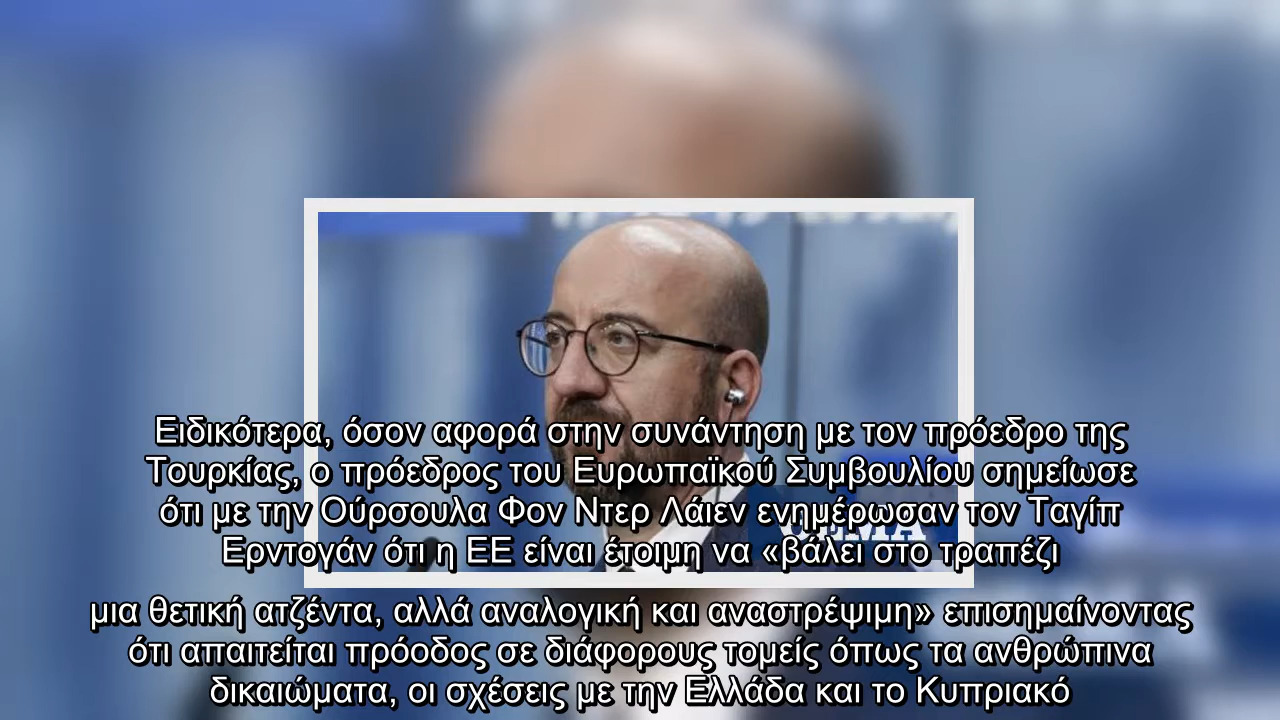 Ειδικότερα, όσον αφορά στην συνάντηση με τον πρόεδρο της
Τουρκίας, ο πρόεδρος του Ευρωπαϊκού Συμβουλίου σημείωσε
ότι με την Ούρσουλα Φον Ντερ Λάιεν ενημέρωσαν τον Ταγίπ
Ερντογάν ότι η ΕΕ είναι έτοιμη να «βάλει στο τραπέζι
μια θετική ατζέντα, αλλά αναλογική και αναστρέψιμη» επισημαίνοντας
ότι απαιτείται πρόοδος σε διάφορους τομείς όπως τα ανθρώπινα
δικαιώματα, οι σχέσεις με την Ελλάδα και το Κυπριακό